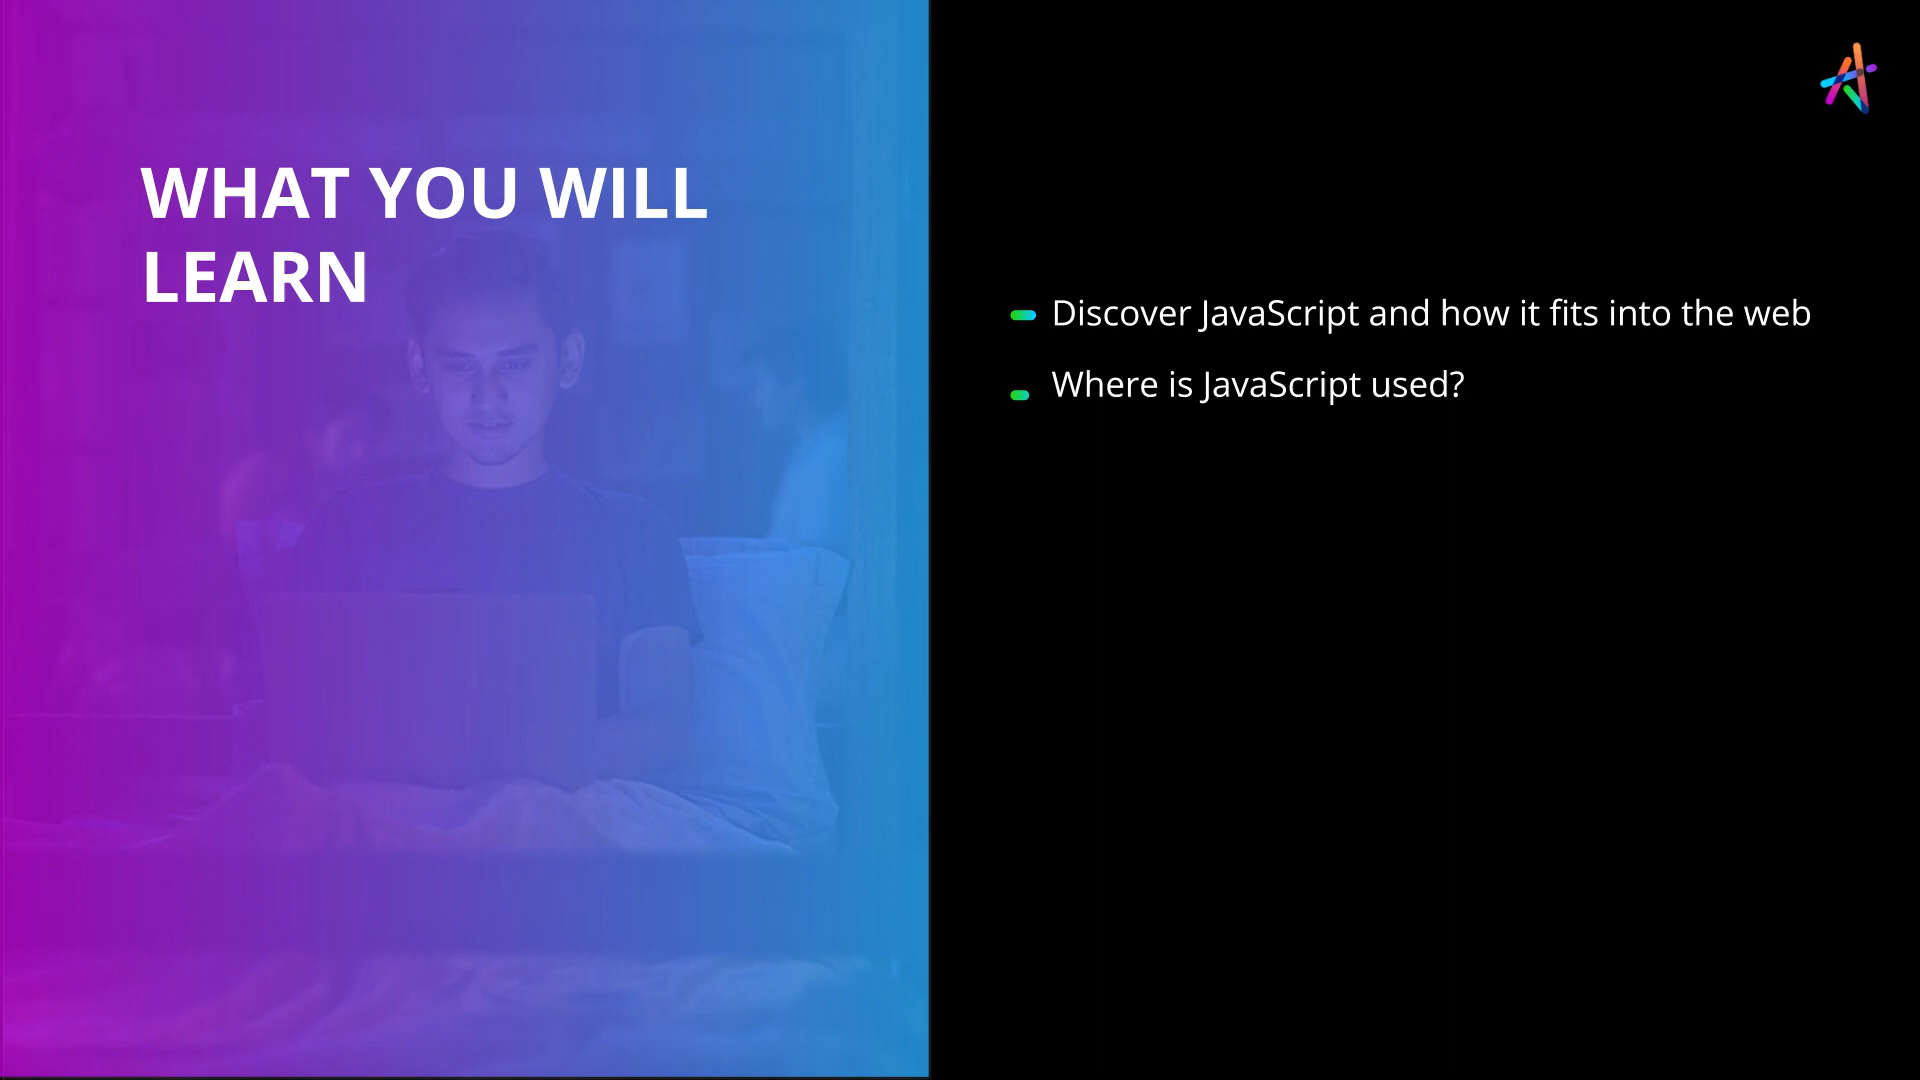 WHAT YOU WILL
LEARN
Discover JavaScript and how it fits into the web
Where is JavaScript used?